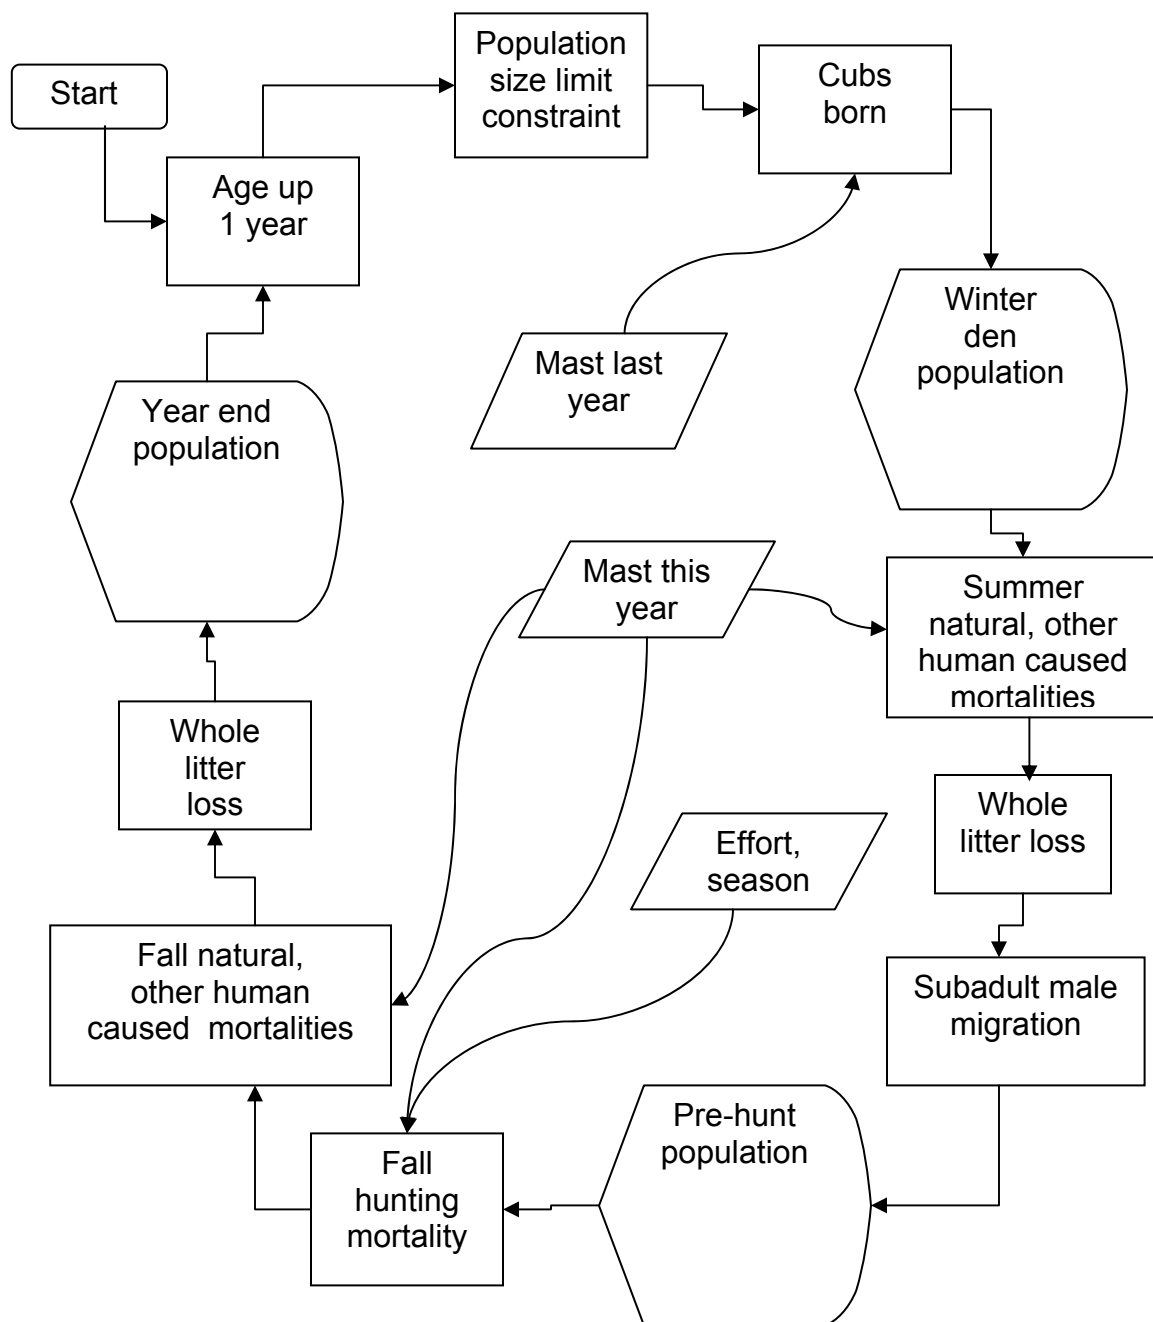 Start
Age up
1 year
Population
size limit
constraint
Cubs
born
Mast last
year
Winter
den
population
Year end
population
Mast this
year
Summer
natural, other
human caused
mortalities
Whole
litter
loss
Effort,
season
Whole
litter loss
Fall natural,
other human
caused  mortalities
Subadult male
migration
Pre-hunt
population
Fall
hunting
mortality